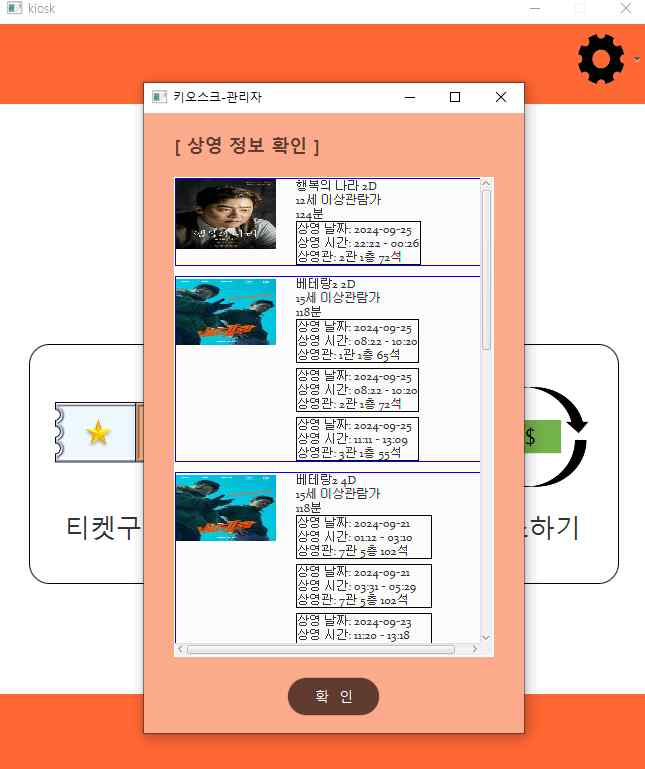 kiosk
키오스크-관리자
[ 상영 정보 확인 ]
행복의 나라 2D
12세 이상관람가
124분
상영 날짜: 2024-09-25
상영 시간: 22:22 - 00:26
상영관: 2관 1층 72석
베테랑2 2D
15세 이상관람가
118분
상영 날짜: 2024-09-25
상영 시간: 08:22 - 10:20
상영관: 1관 1층 65석
상영 날짜: 2024-09-25
상영 시간: 08:22 - 10:20
상영관: 2관 1층 72석
상영 날짜: 2024-09-25
상영 시간: 11:11 - 13:09
상영관: 3관 1층 55석
베테랑2 4D
15세 이상관람가
118분
상영 날짜: 2024-09-21
상영 시간: 01:12 - 03:10
상영관: 7관 5층 102석
상영 날짜: 2024-09-21
상영 시간: 03:31 - 05:29
상영관: 7관 5층 102석
상영 날짜: 2024-09-23
상영 시간: 11:20 - 13:18
$
티켓구
하기
확 인